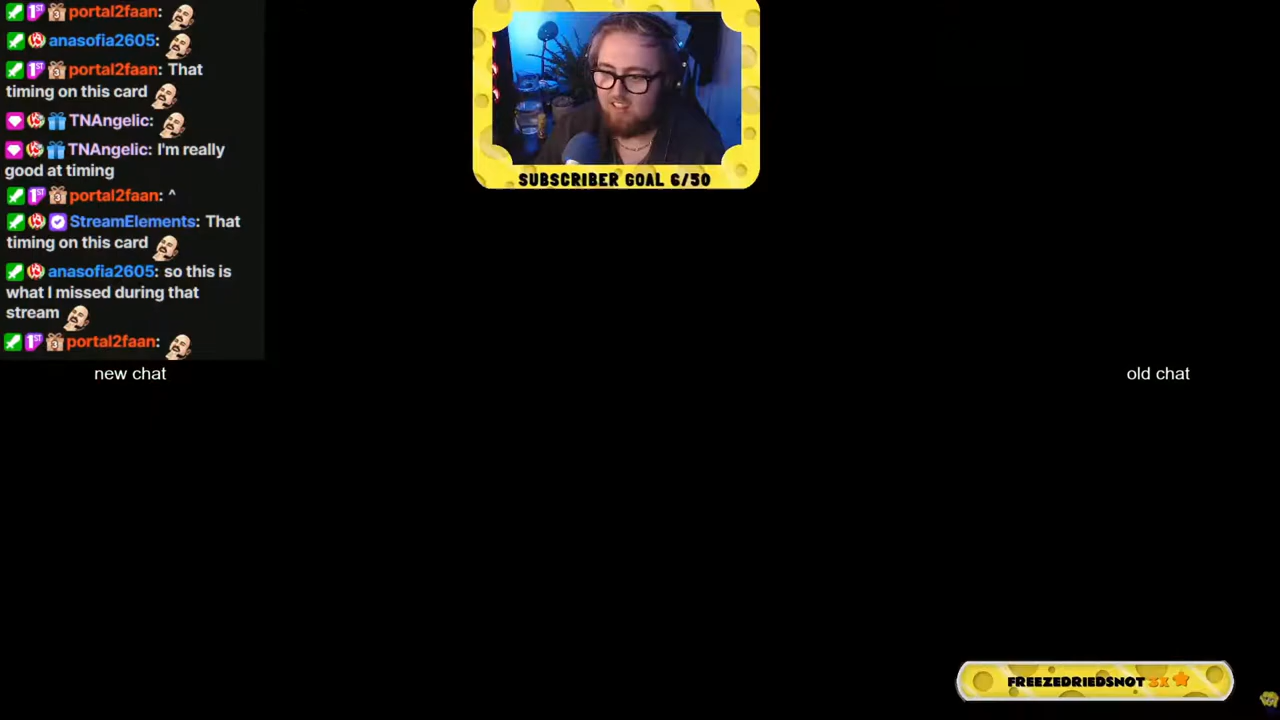 portal2faan:
anasofia2605:
portal2faan: That
timing on this card
TNAngelic:
TNAngelic: I'm really
good at timing
portal2faan: ^
StreamElements: That
timing on this card
anasofia2605: so this is
what I missed during that
stream
portal2faan:
new chat
SUBSCRIBER GOAL 6/50
old chat
FREEZEDRIEDSNOT 3X